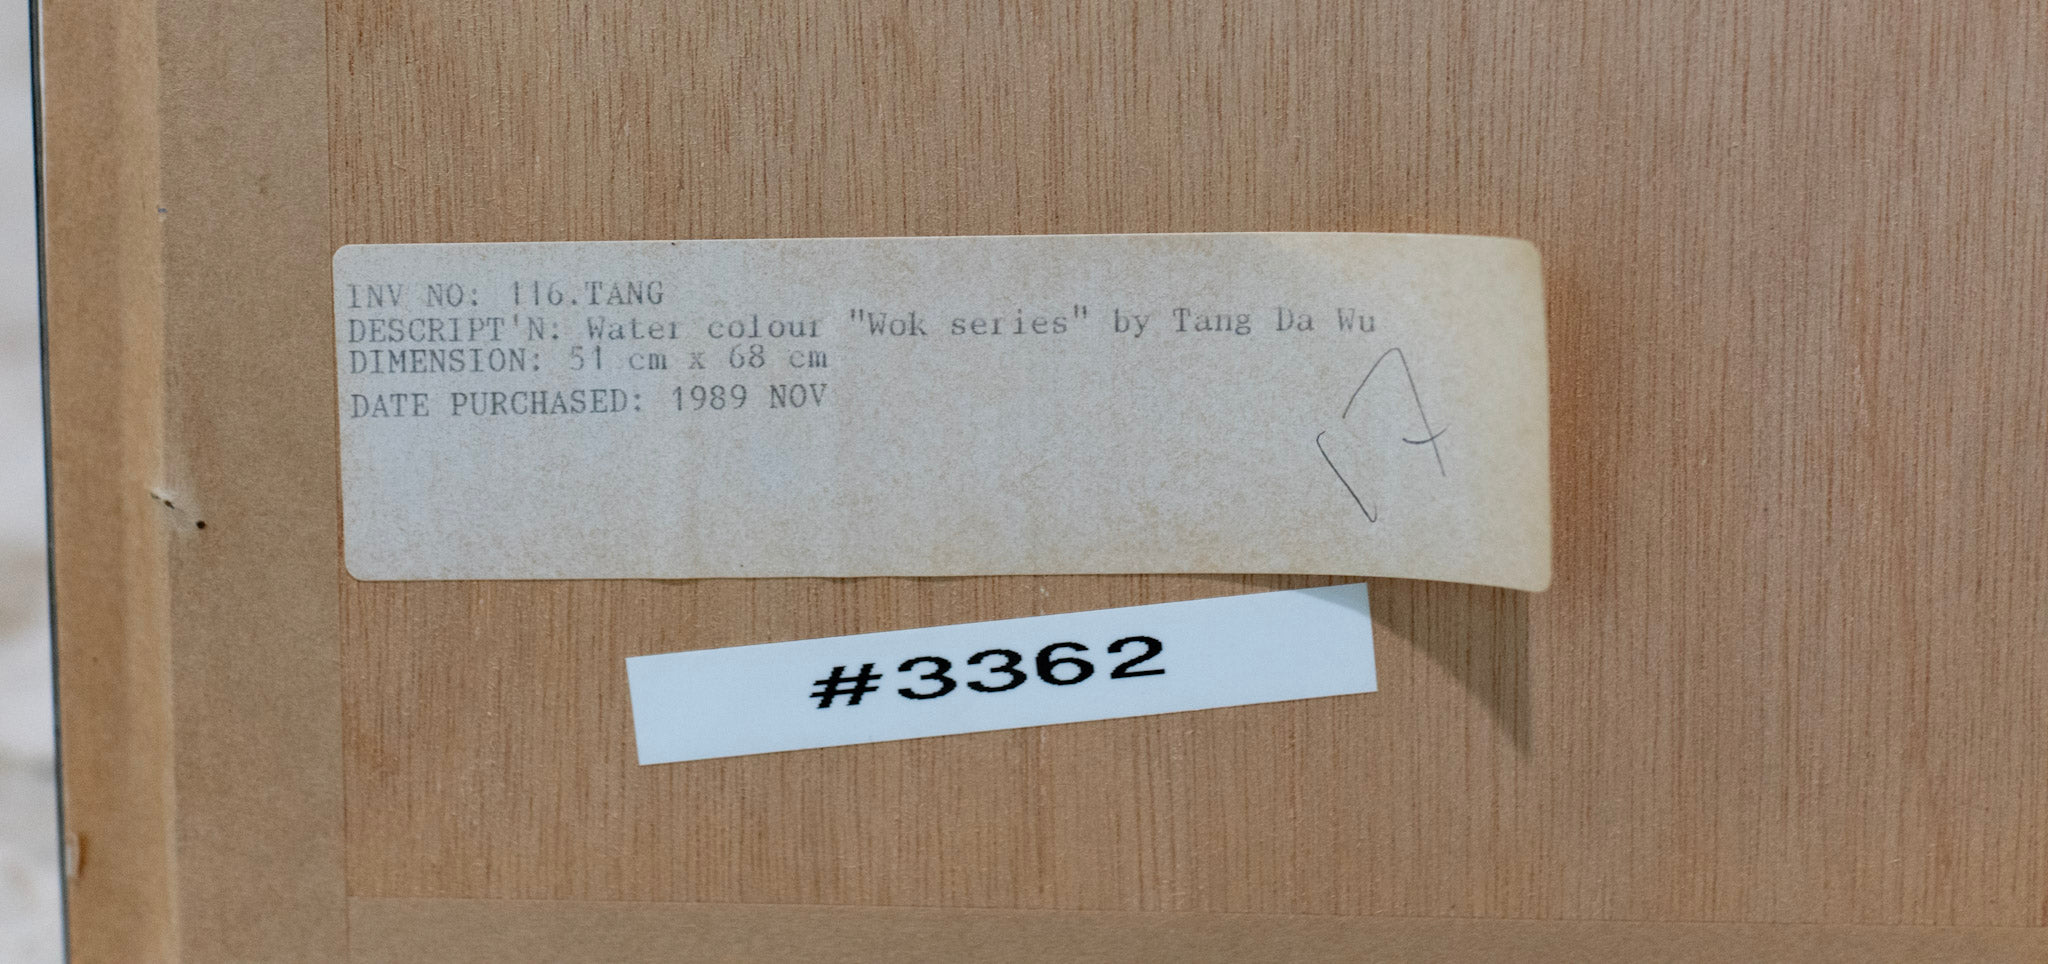 INV NO: 116.TANG
DESCRIPT'N: Water colour "Wok series" by Tang Da Wu
DIMENSION: 51 cm x 68 cm
DATE PURCHASED: 1989 NOV
#3362